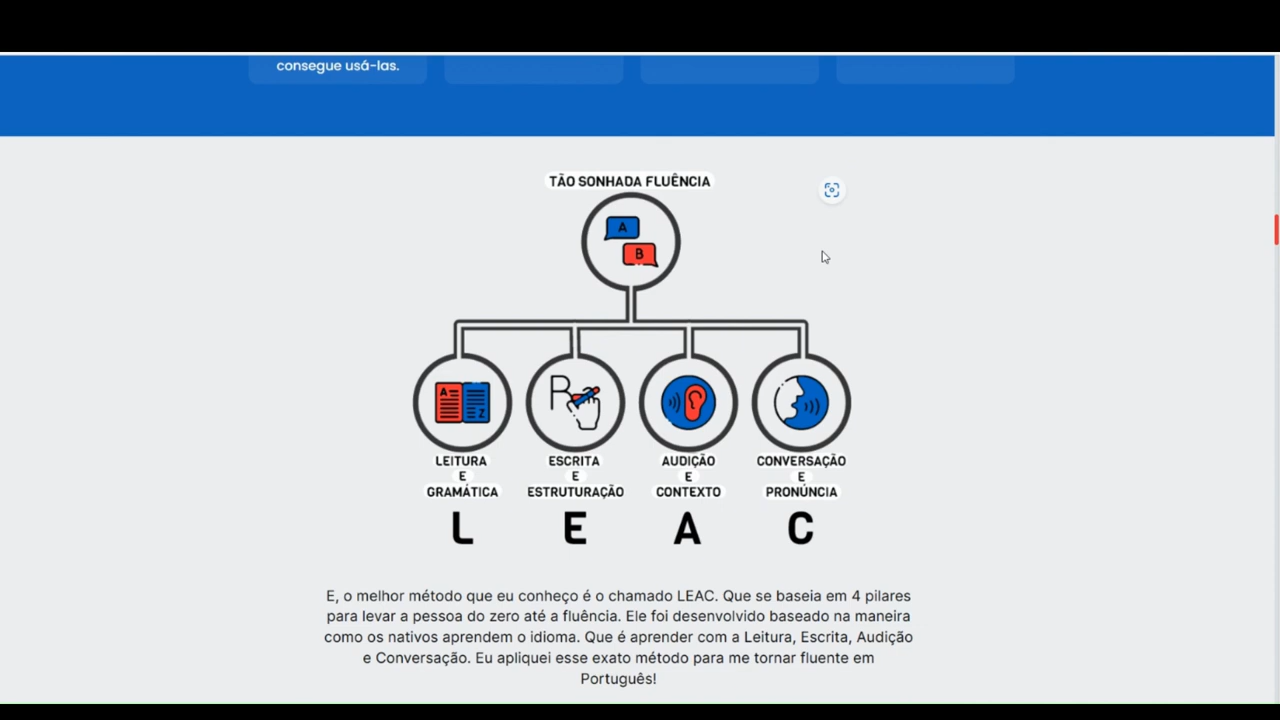 consegue usá-las.
TÃO SONHADA FLUÊNCIA
A
B
A
Z
R
LEITURA
E
GRAMÁTICA
ESCRITA
E
ESTRUTURAÇÃO
AUDIÇÃO
E
CONTEXTO
CONVERSAÇÃO
E
PRONÚNCIA
L E A C
E, o melhor método que eu conheço é o chamado LEAC. Que se baseia em 4 pilares
para levar a pessoa do zero até a fluência. Ele foi desenvolvido baseado na maneira
como os nativos aprendem o idioma. Que é aprender com a Leitura, Escrita, Audição
e Conversação. Eu apliquei esse exato método para me tornar fluente em
Português!